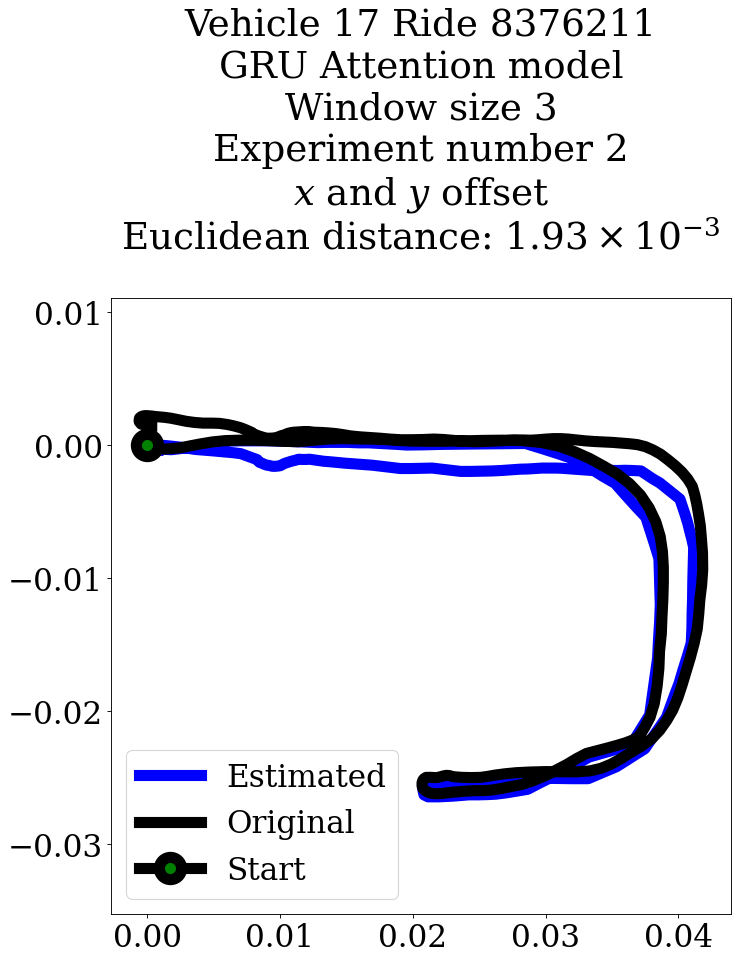 Vehicle 17 Ride 8376211
GRU Attention model
Window size 3
Experiment number 2
x and y offset
Euclidean distance: 1.93 × 10⁻³
0.01
0.00
−0.01
−0.02
−0.03
Estimated
Original
Start
0.00 0.01 0.02 0.03 0.04